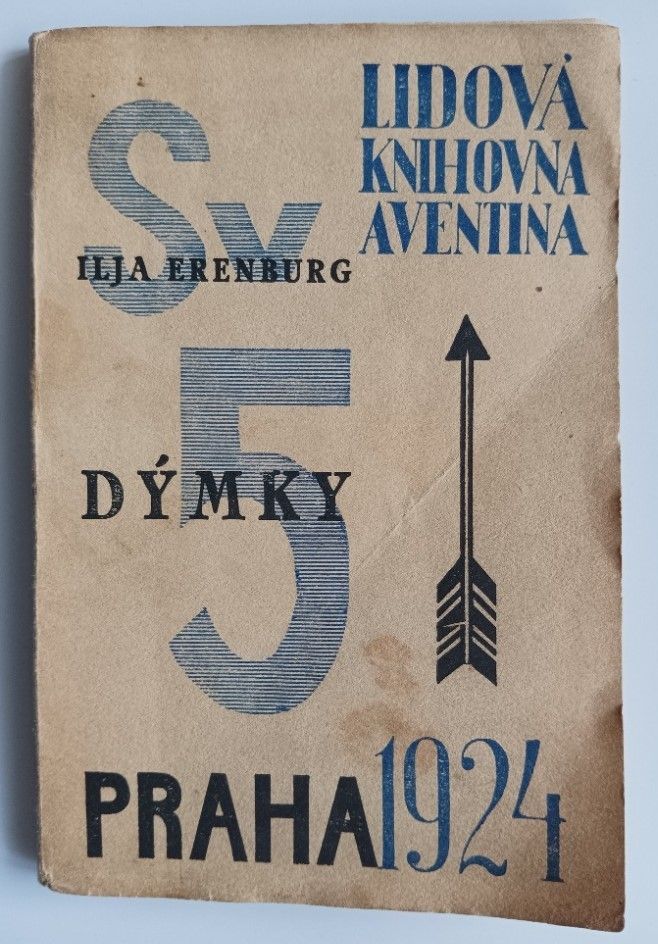 LIDOVÁ
KNIHOVNA
AVENTINA
Sv
ILJA ERENBURG
5
DÝMKY
PRAHA 1924